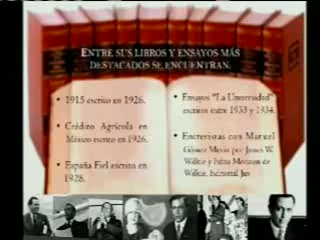 ENTRE SUS LIBROS Y ENSAYOS MÁS
DESTACADOS SE ENCUENTRAN.
• 1915 escrito en 1926.
• Crédito Agrícola en
México escrito en 1926.
• España Fiel escrito en
1928.
• Ensayos "La Universidad"
escritos entre 1933 y 1934.
• Entrevistas con Manuel
Gómez Morín por James W.
Wilkie y Edna Monzon de
Wilkie, Editorial Jus